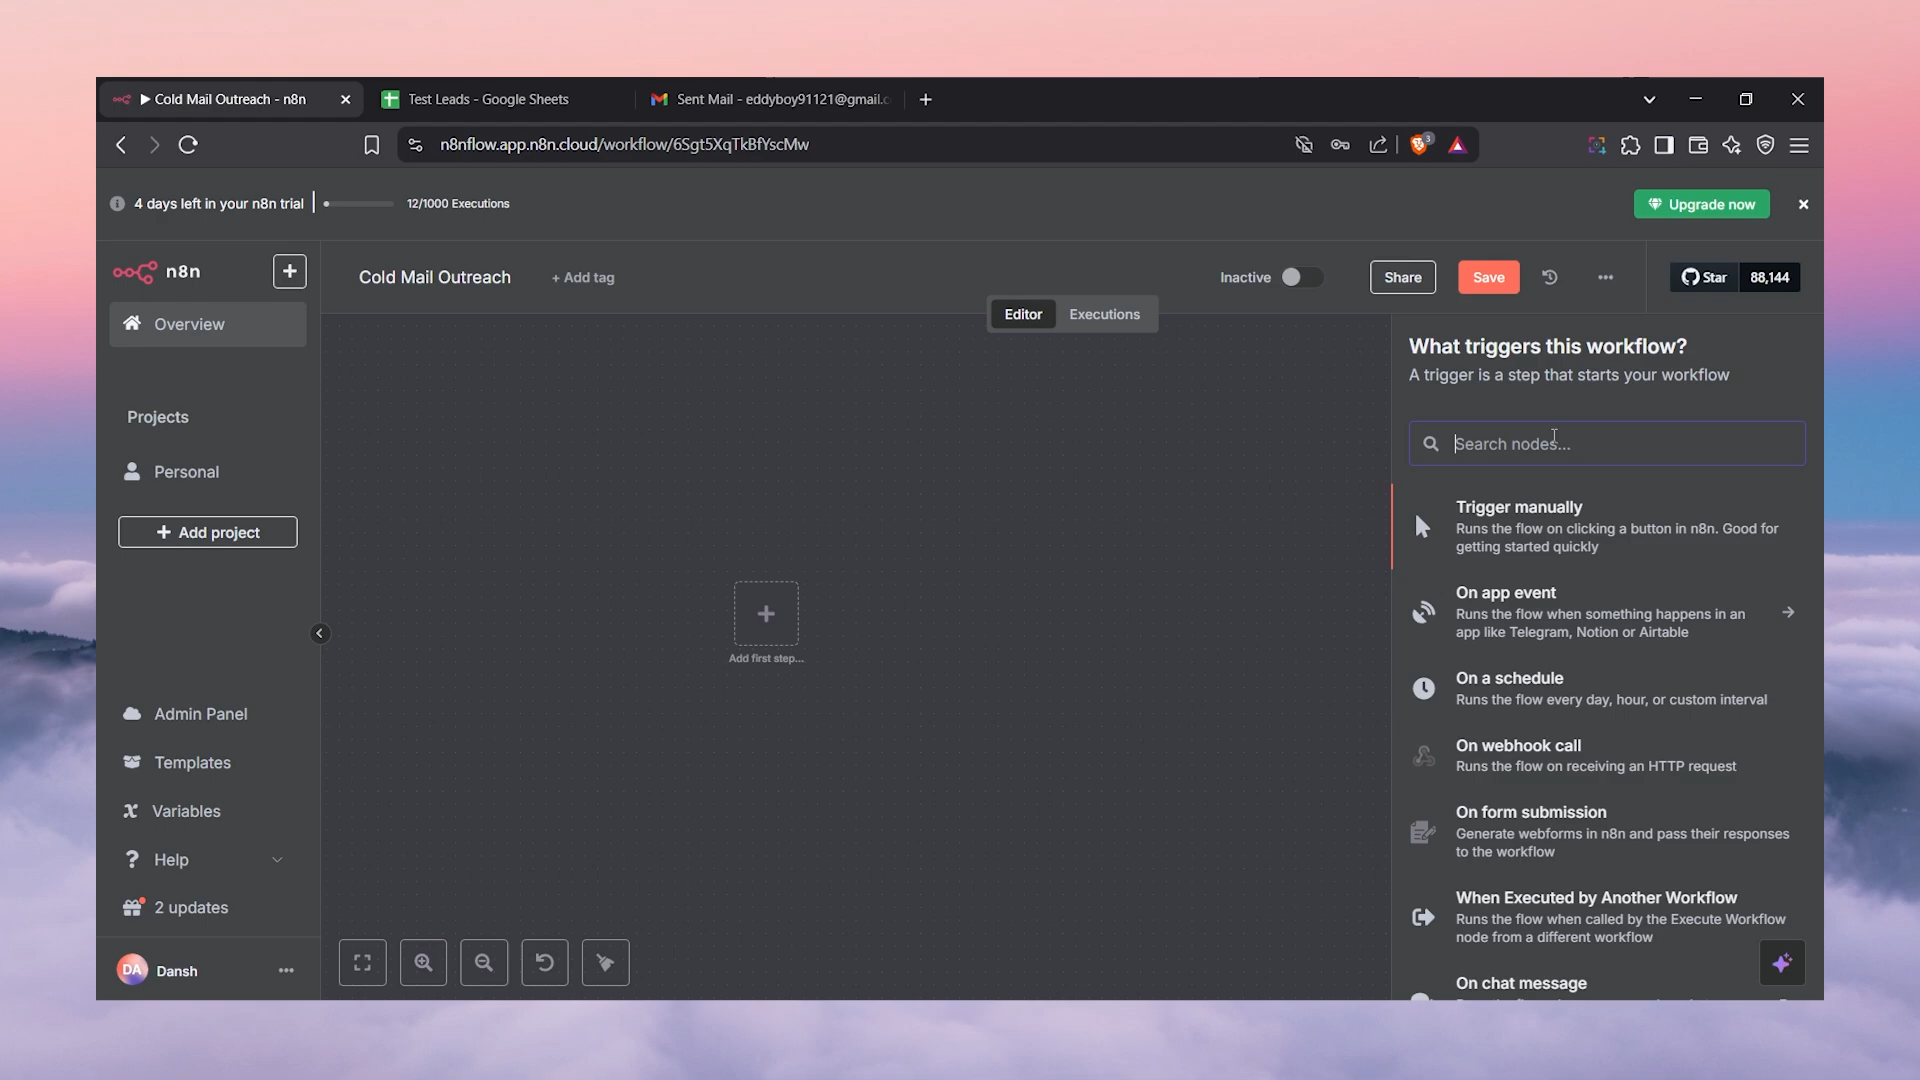 Cold Mail Outreach - n8n
Test Leads - Google Sheets
Sent Mail - eddyboy91121@gmail.c
n8nflow.app.n8n.cloud/workflow/6Sgt5XqTkBfYscMw
3
4 days left in your n8n trial
12/1000 Executions
Upgrade now
n8n
Cold Mail Outreach
+ Add tag
Inactive
Share
Save
Star
88,144
Overview
Editor
Executions
Projects
Personal
Add project
Add first step...
What triggers this workflow?
A trigger is a step that starts your workflow
Search nodes...
Trigger manually
Runs the flow on clicking a button in n8n. Good for
getting started quickly
On app event
Runs the flow when something happens in an
app like Telegram, Notion or Airtable
On a schedule
Runs the flow every day, hour, or custom interval
On webhook call
Runs the flow on receiving an HTTP request
On form submission
Generate webforms in n8n and pass their responses
to the workflow
When Executed by Another Workflow
Runs the flow when called by the Execute Workflow
node from a different workflow
On chat message
Admin Panel
Templates
Variables
Help
2 updates
DA
Dansh